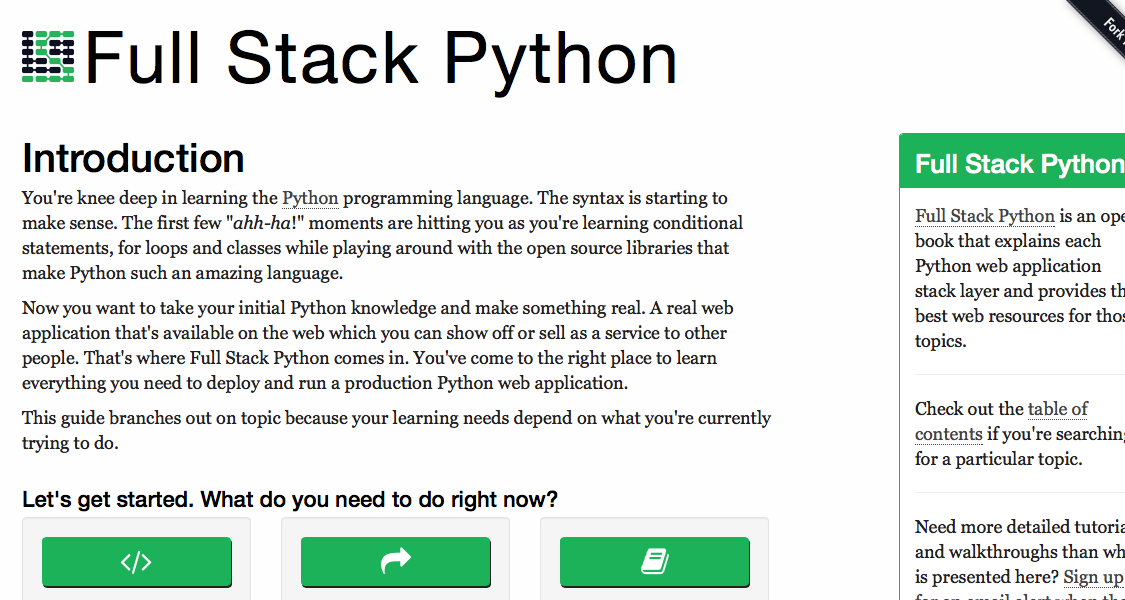 Full Stack Python
Fork
Introduction
You're knee deep in learning the Python programming language. The syntax is starting to
make sense. The first few "ahh-ha!" moments are hitting you as you're learning conditional
statements, for loops and classes while playing around with the open source libraries that
make Python such an amazing language.
Now you want to take your initial Python knowledge and make something real. A real web
application that's available on the web which you can show off or sell as a service to other
people. That's where Full Stack Python comes in. You've come to the right place to learn
everything you need to deploy and run a production Python web application.
This guide branches out on topic because your learning needs depend on what you're currently
trying to do.
Let's get started. What do you need to do right now?
</>
Full Stack Python
Full Stack Python is an
book that explains each
Python web application
stack layer and provides
best web resources for
topics.
Check out the table of
contents if you're searching
for a particular topic.
Need more detailed
and walkthroughs than
is presented here? Sign up